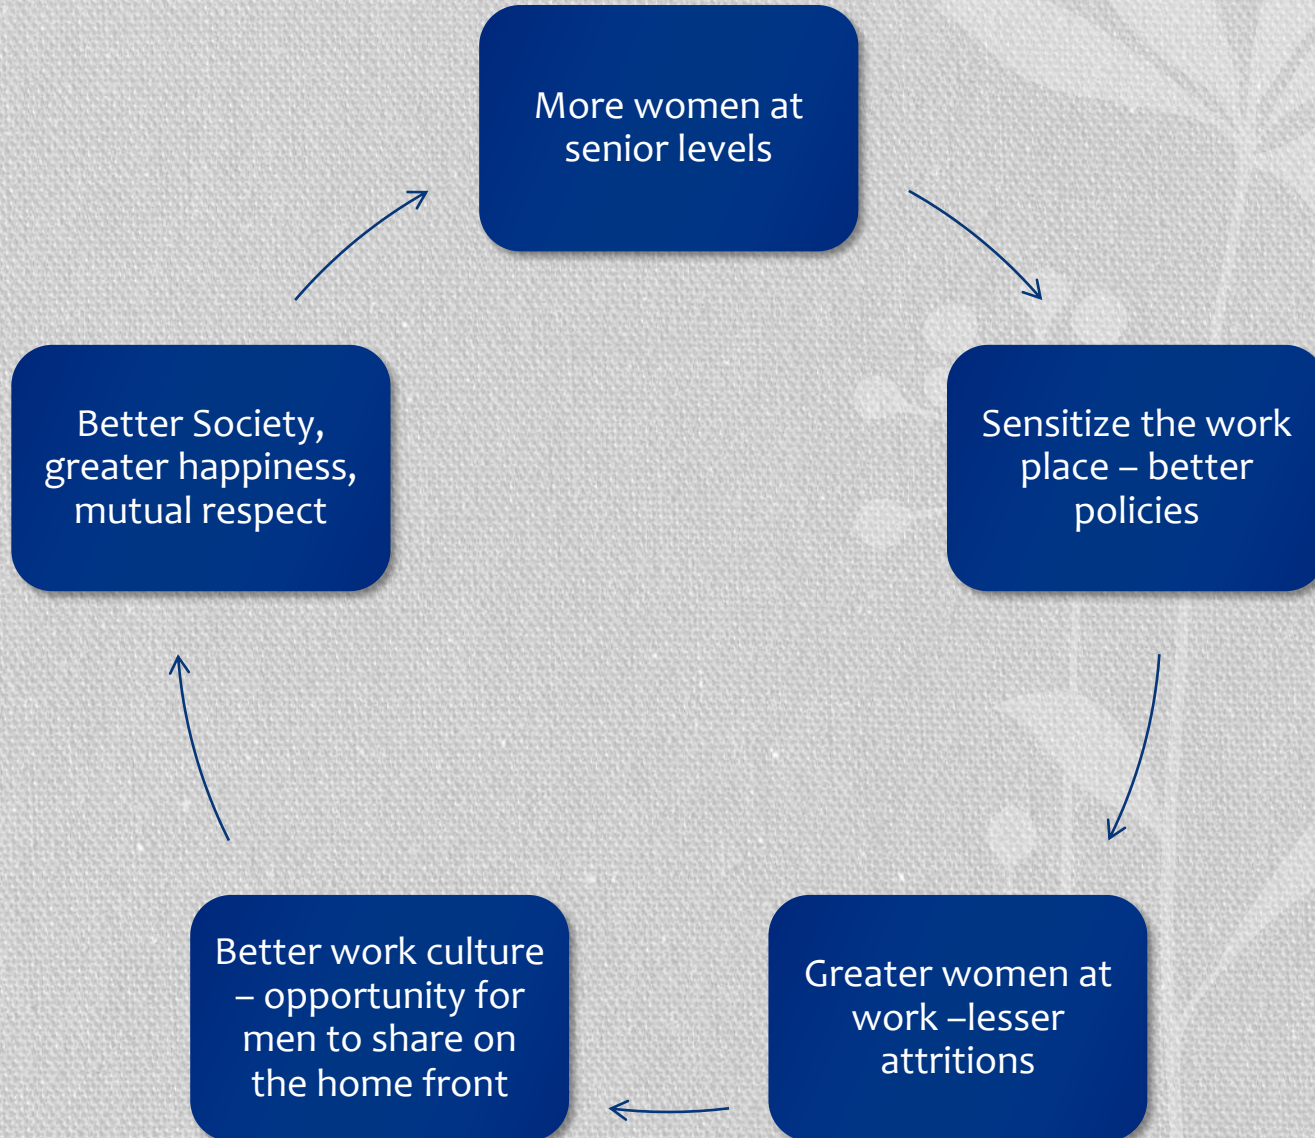 More women at
senior levels
Sensitize the work
place – better
policies
Greater women at
work –lesser
attritions
Better work culture
– opportunity for
men to share on
the home front
Better Society,
greater happiness,
mutual respect